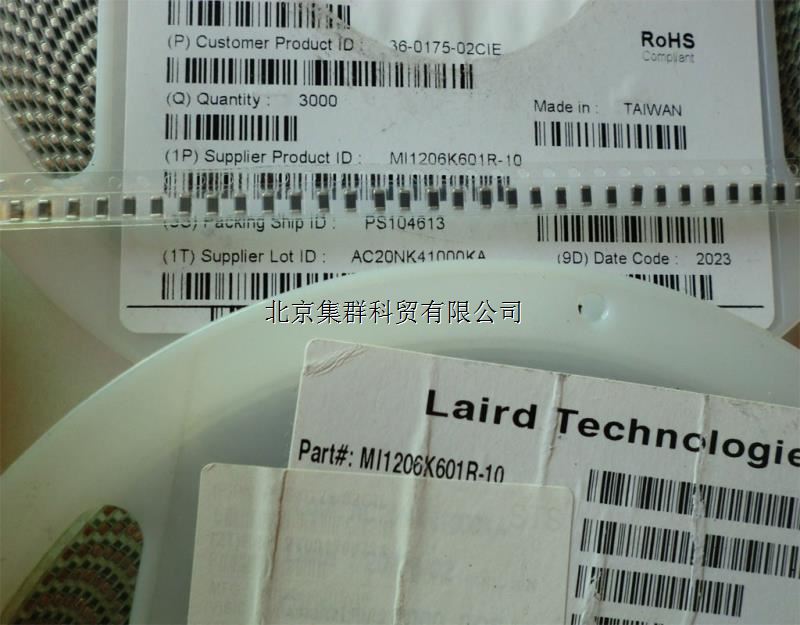 (P) Customer Product ID : 36-0175-02CIE
RoHS
Compliant
(Q) Quantity : 3000
Made in : TAIWAN
(1P) Supplier Product ID : MI1206K601R-10
(3S) Packing Ship ID : PS104613
(1T) Supplier Lot ID : AC20NK41000KA
(9D) Date Code : 2023
北京集群科贸有限公司
Laird Technologie
Part#: MI1206K601R-10